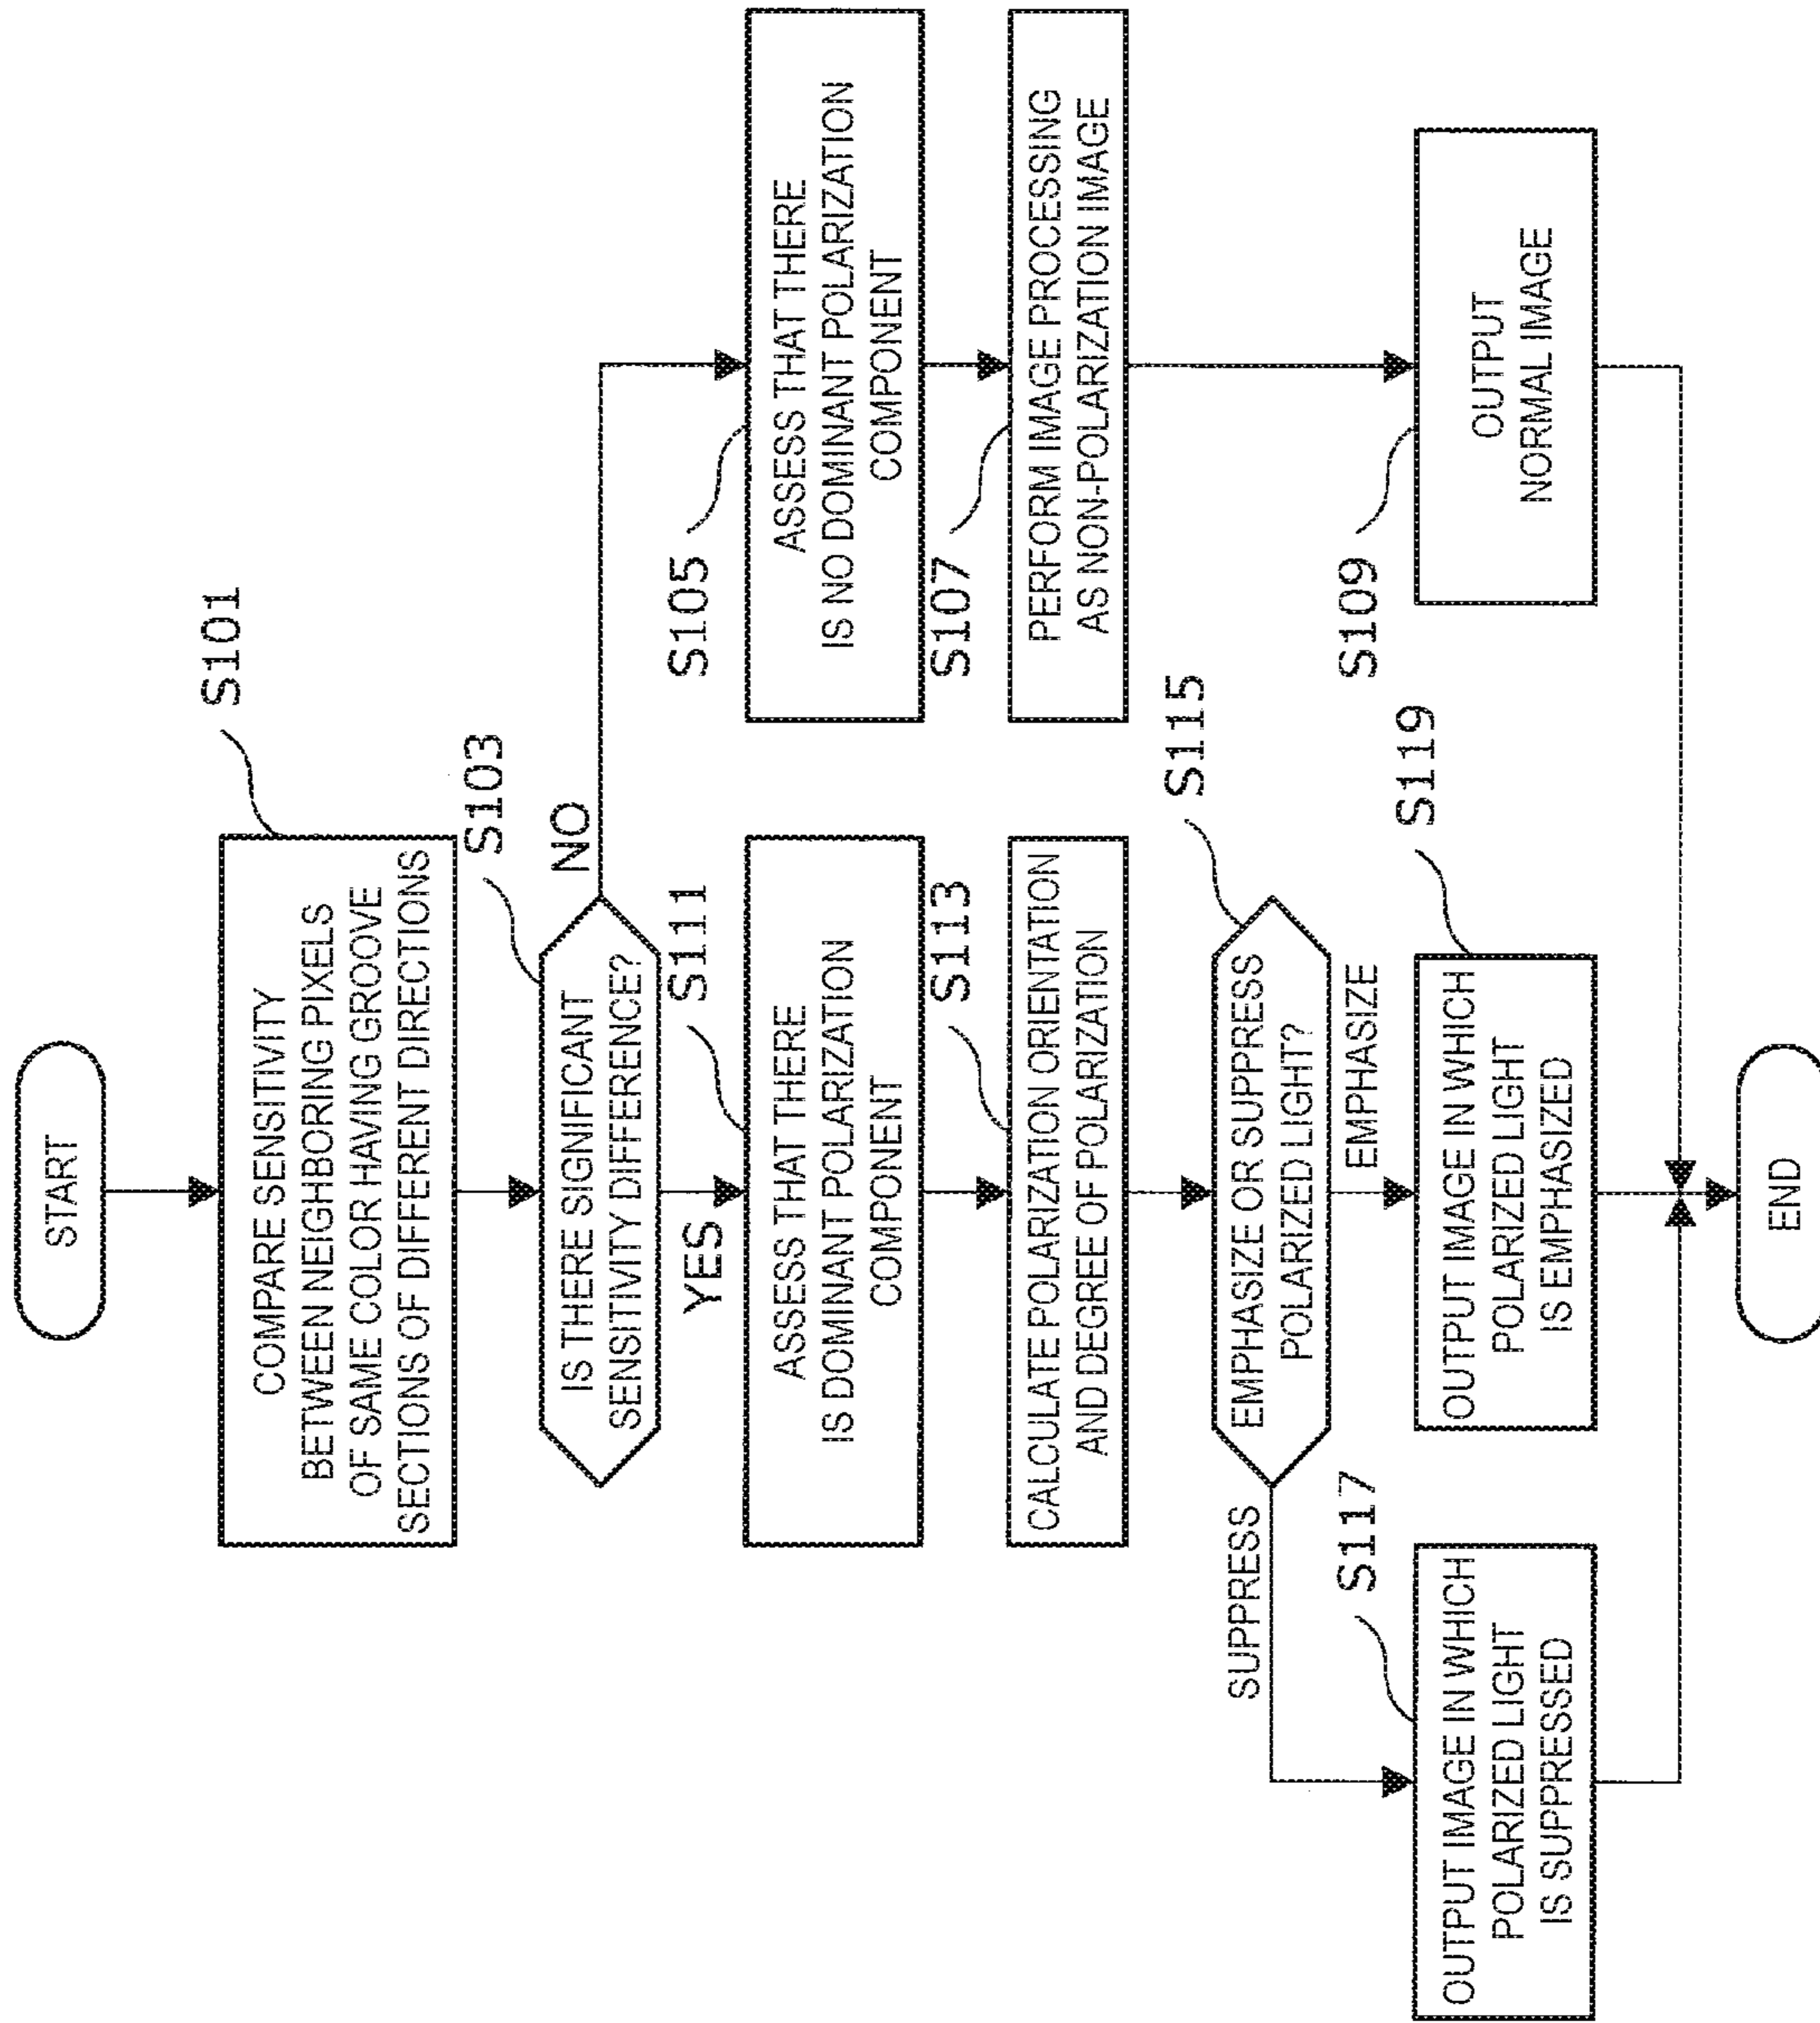 START
COMPARE SENSITIVITY
BETWEEN NEIGHBORING PIXELS
OF SAME COLOR HAVING GROOVE
SECTIONS OF DIFFERENT DIRECTIONS
S101
IS THERE SIGNIFICANT
SENSITIVITY DIFFERENCE?
S103
NO
YES
ASSESS THAT THERE
IS DOMINANT POLARIZATION
COMPONENT
S111
ASSESS THAT THERE
IS NO DOMINANT POLARIZATION
COMPONENT
S105
CALCULATE POLARIZATION ORIENTATION
AND DEGREE OF POLARIZATION
S113
PERFORM IMAGE PROCESSING
AS NON-POLARIZATION IMAGE
S107
EMPHASIZE OR SUPPRESS
POLARIZED LIGHT?
S115
SUPPRESS
EMPHASIZE
OUTPUT IMAGE IN WHICH
POLARIZED LIGHT
IS SUPPRESSED
S117
OUTPUT IMAGE IN WHICH
POLARIZED LIGHT
IS EMPHASIZED
S119
OUTPUT
NORMAL IMAGE
S109
END